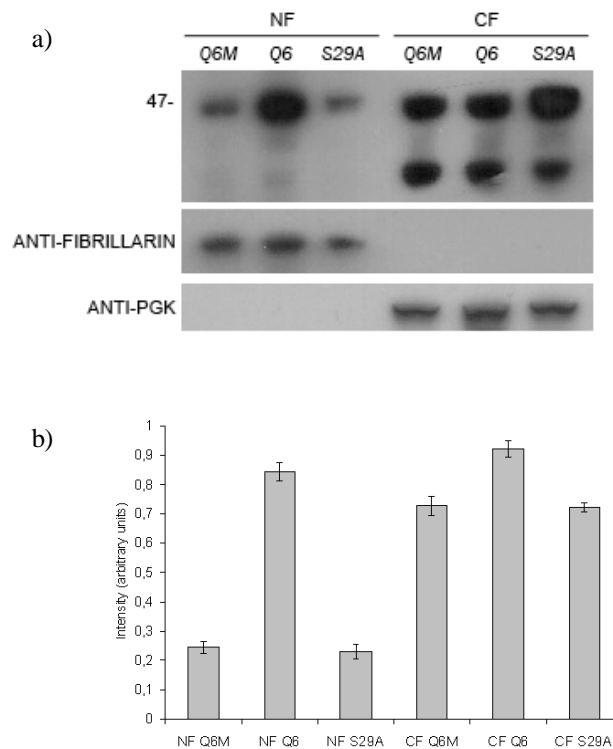 a)
NF CF
Q6M Q6 S29A Q6M Q6 S29A
47-
ANTI-FIBRILLARIN
ANTI-PGK
b)
Intensity (arbitrary units)
1
0,9
0,8
0,7
0,6
0,5
0,4
0,3
0,2
0,1
0
NF Q6M NF Q6 NF S29A CF Q6M CF Q6 CF S29A